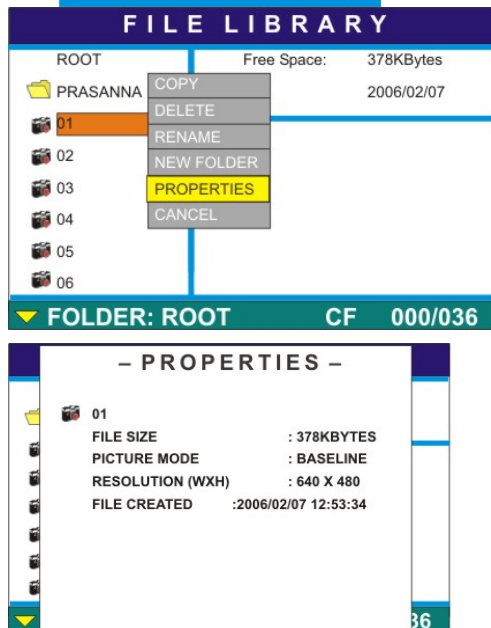 FILE LIBRARY
ROOT Free Space: 378KBytes
PRASANNA COPY 2006/02/07
DELETE
01
RENAME
02 NEW FOLDER
03 PROPERTIES
04 CANCEL
05
06
FOLDER: ROOT CF 000/036
– PROPERTIES –
01
FILE SIZE : 378KBYTES
PICTURE MODE : BASELINE
RESOLUTION (WXH) : 640 X 480
FILE CREATED :2006/02/07 12:53:34
36